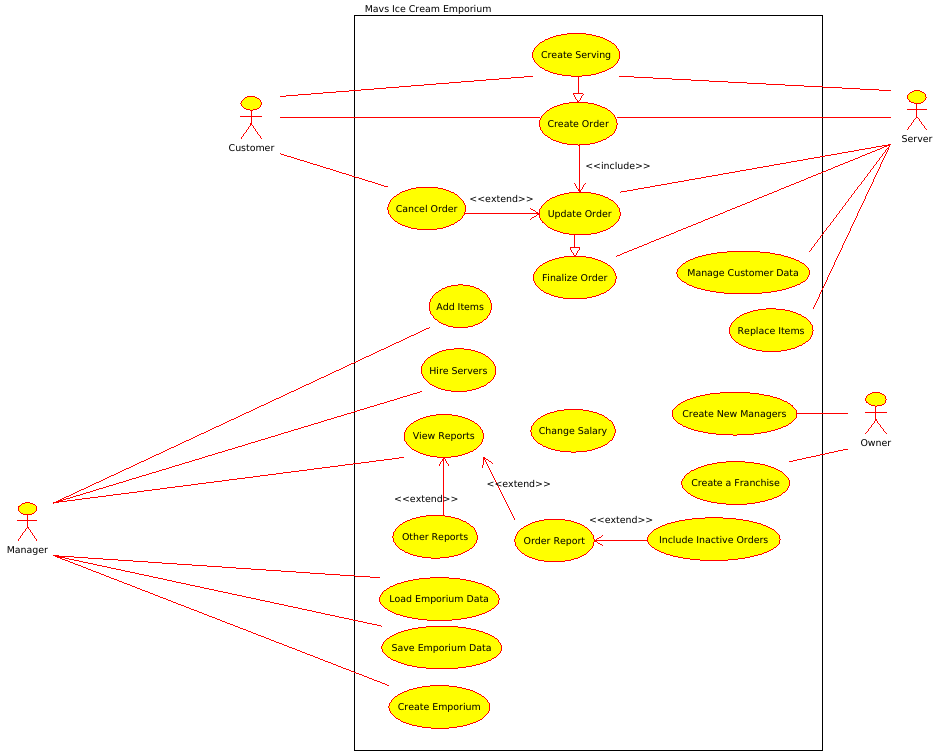 Mavs Ice Cream Emporium
Create Serving
Create Order
Customer
Server
<<include>>
<<extend>>
Cancel Order
Update Order
Manage Customer Data
Finalize Order
Add Items
Replace Items
Hire Servers
Create New Managers
Change Salary
View Reports
Owner
Create a Franchise
<<extend>>
<<extend>>
<<extend>>
Other Reports
Order Report
Include Inactive Orders
Manager
Load Emporium Data
Save Emporium Data
Create Emporium